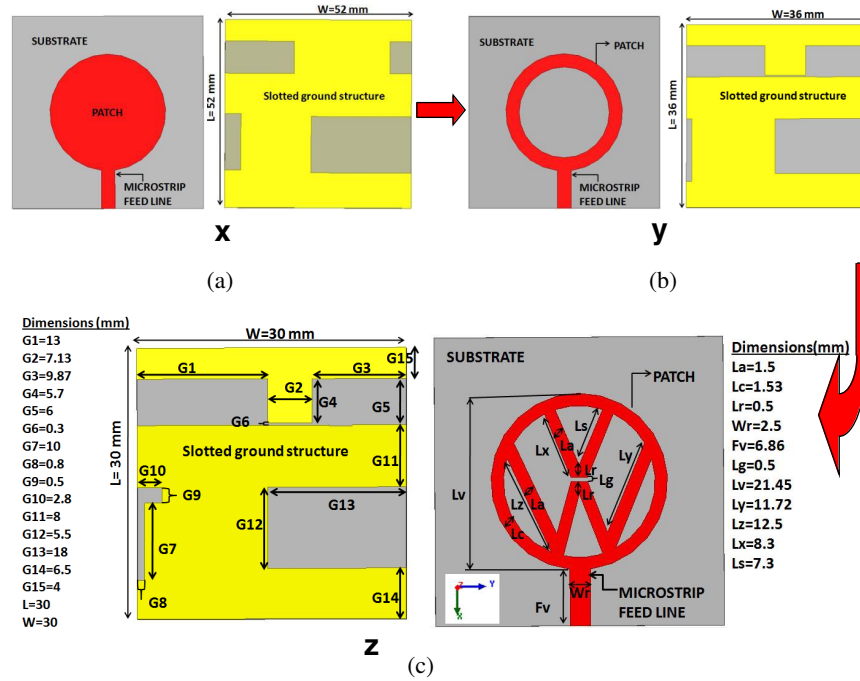 W=52 mm
SUBSTRATE
PATCH
MICROSTRIP
FEED LINE
L= 52 mm
Slotted ground structure
x
(a)
W=36 mm
SUBSTRATE
PATCH
MICROSTRIP
FEED LINE
L= 36 mm
Slotted ground structure
y
(b)
Dimensions (mm)
G1=13
G2=7.13
G3=9.87
G4=5.7
G5=6
G6=0.3
G7=10
G8=0.8
G9=0.5
G10=2.8
G11=8
G12=5.5
G13=18
G14=6.5
G15=4
L=30
W=30
W=30 mm
L= 30 mm
G1
G2
G3
G15
G4
G5
G6
Slotted ground structure
G11
G10
G9
G13
G12
G7
G8
G14
z
SUBSTRATE
PATCH
Lv
Lx
La
Ls
Lr
Lg
Lr
Ly
Lz
La
Lc
Z
Y
X
Fv
Wr
MICROSTRIP
FEED LINE
Dimensions(mm)
La=1.5
Lc=1.53
Lr=0.5
Wr=2.5
Fv=6.86
Lg=0.5
Lv=21.45
Ly=11.72
Lz=12.5
Lx=8.3
Ls=7.3
(c)